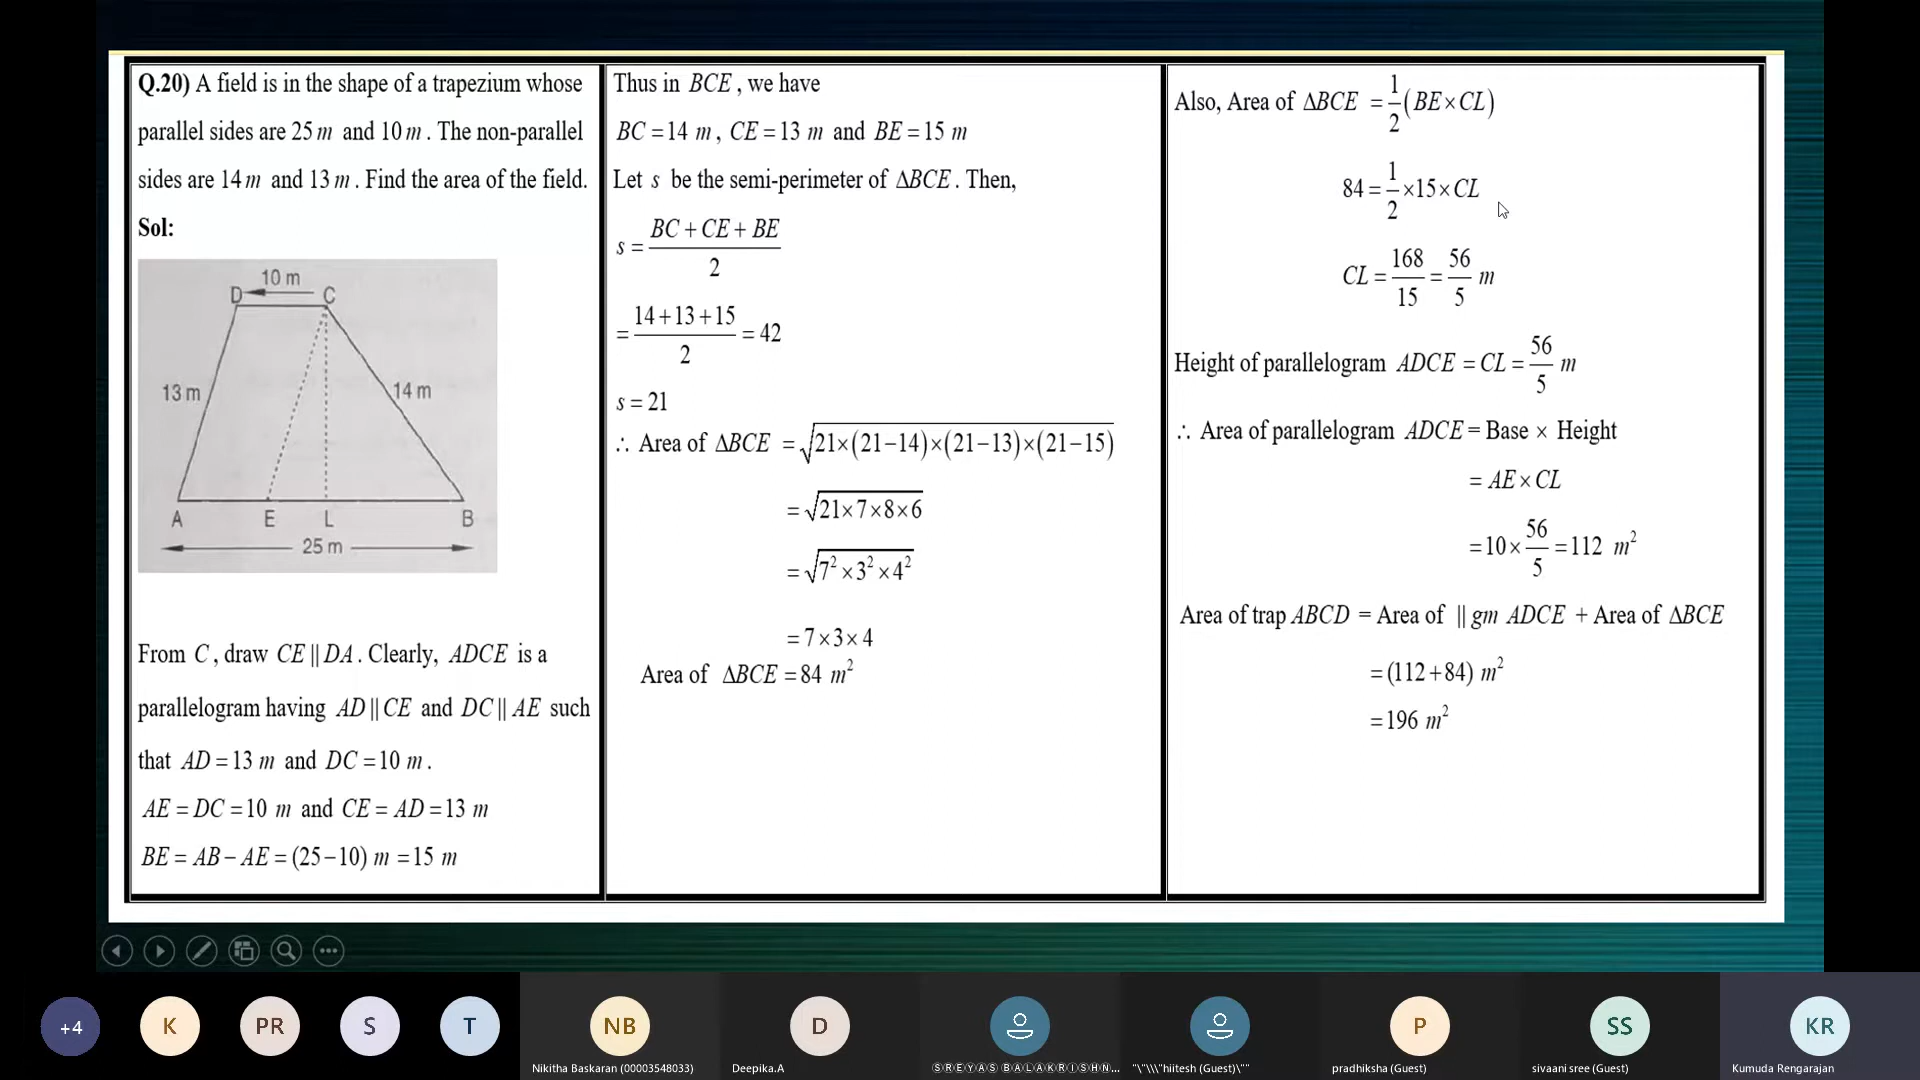 Q.20) A field is in the shape of a trapezium whose
parallel sides are 25 m and 10 m. The non-parallel
sides are 14 m and 13 m. Find the area of the field.
Sol:
10 m
D C
13 m 14 m
A E L B
25 m
From C, draw CE || DA. Clearly, ADCE is a
parallelogram having AD || CE and DC || AE such
that AD = 13 m and DC = 10 m.
AE = DC = 10 m and CE = AD = 13 m
BE = AB − AE = (25−10) m = 15 m
Thus in BCE, we have
BC = 14 m, CE = 13 m and BE = 15 m
Let s be the semi-perimeter of ΔBCE. Then,
s = (BC + CE + BE)/2
= (14+13+15)/2 = 42
s = 21
∴ Area of ΔBCE = √(21×(21−14)×(21−13)×(21−15))
= √(21×7×8×6)
= √(7²×3²×4²)
= 7×3×4
Area of ΔBCE = 84 m²
Also, Area of ΔBCE = 1/2 (BE×CL)
84 = 1/2 ×15×CL
CL = 168/15 = 56/5 m
Height of parallelogram ADCE = CL = 56/5 m
∴ Area of parallelogram ADCE = Base × Height
= AE×CL
= 10× 56/5 = 112 m²
Area of trap ABCD = Area of || gm ADCE + Area of ΔBCE
= (112+84) m²
= 196 m²
+4 K PR S T NB D P SS KR
Nikitha Baskaran (00003548033) Deepika.A ⓈⓇⒺⓎⒶⓈ ⒷⒶⓁⒶⓀⓇⒾⓈⒽⓃ... "\"\\\"hiitesh (Guest)\"" pradhiksha (Guest) sivaani sree (Guest) Kumuda Rengarajan